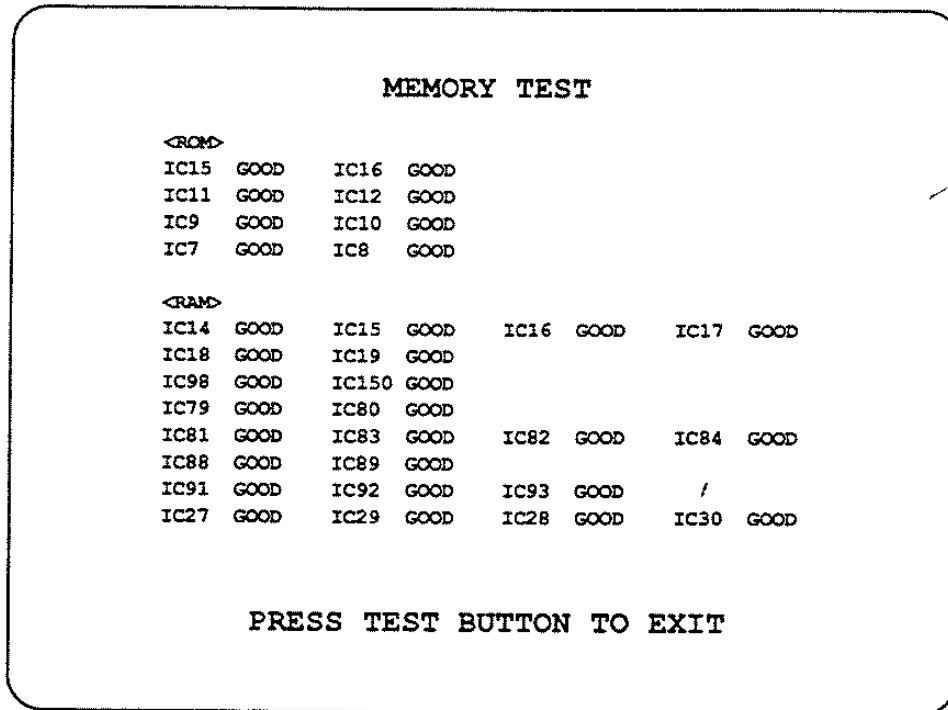 MEMORY TEST
<ROM>
IC15 GOOD IC16 GOOD
IC11 GOOD IC12 GOOD
IC9 GOOD IC10 GOOD
IC7 GOOD IC8 GOOD
<RAM>
IC14 GOOD IC15 GOOD IC16 GOOD IC17 GOOD
IC18 GOOD IC19 GOOD
IC98 GOOD IC150 GOOD
IC79 GOOD IC80 GOOD
IC81 GOOD IC83 GOOD IC82 GOOD IC84 GOOD
IC88 GOOD IC89 GOOD
IC91 GOOD IC92 GOOD IC93 GOOD
IC27 GOOD IC29 GOOD IC28 GOOD IC30 GOOD
PRESS TEST BUTTON TO EXIT